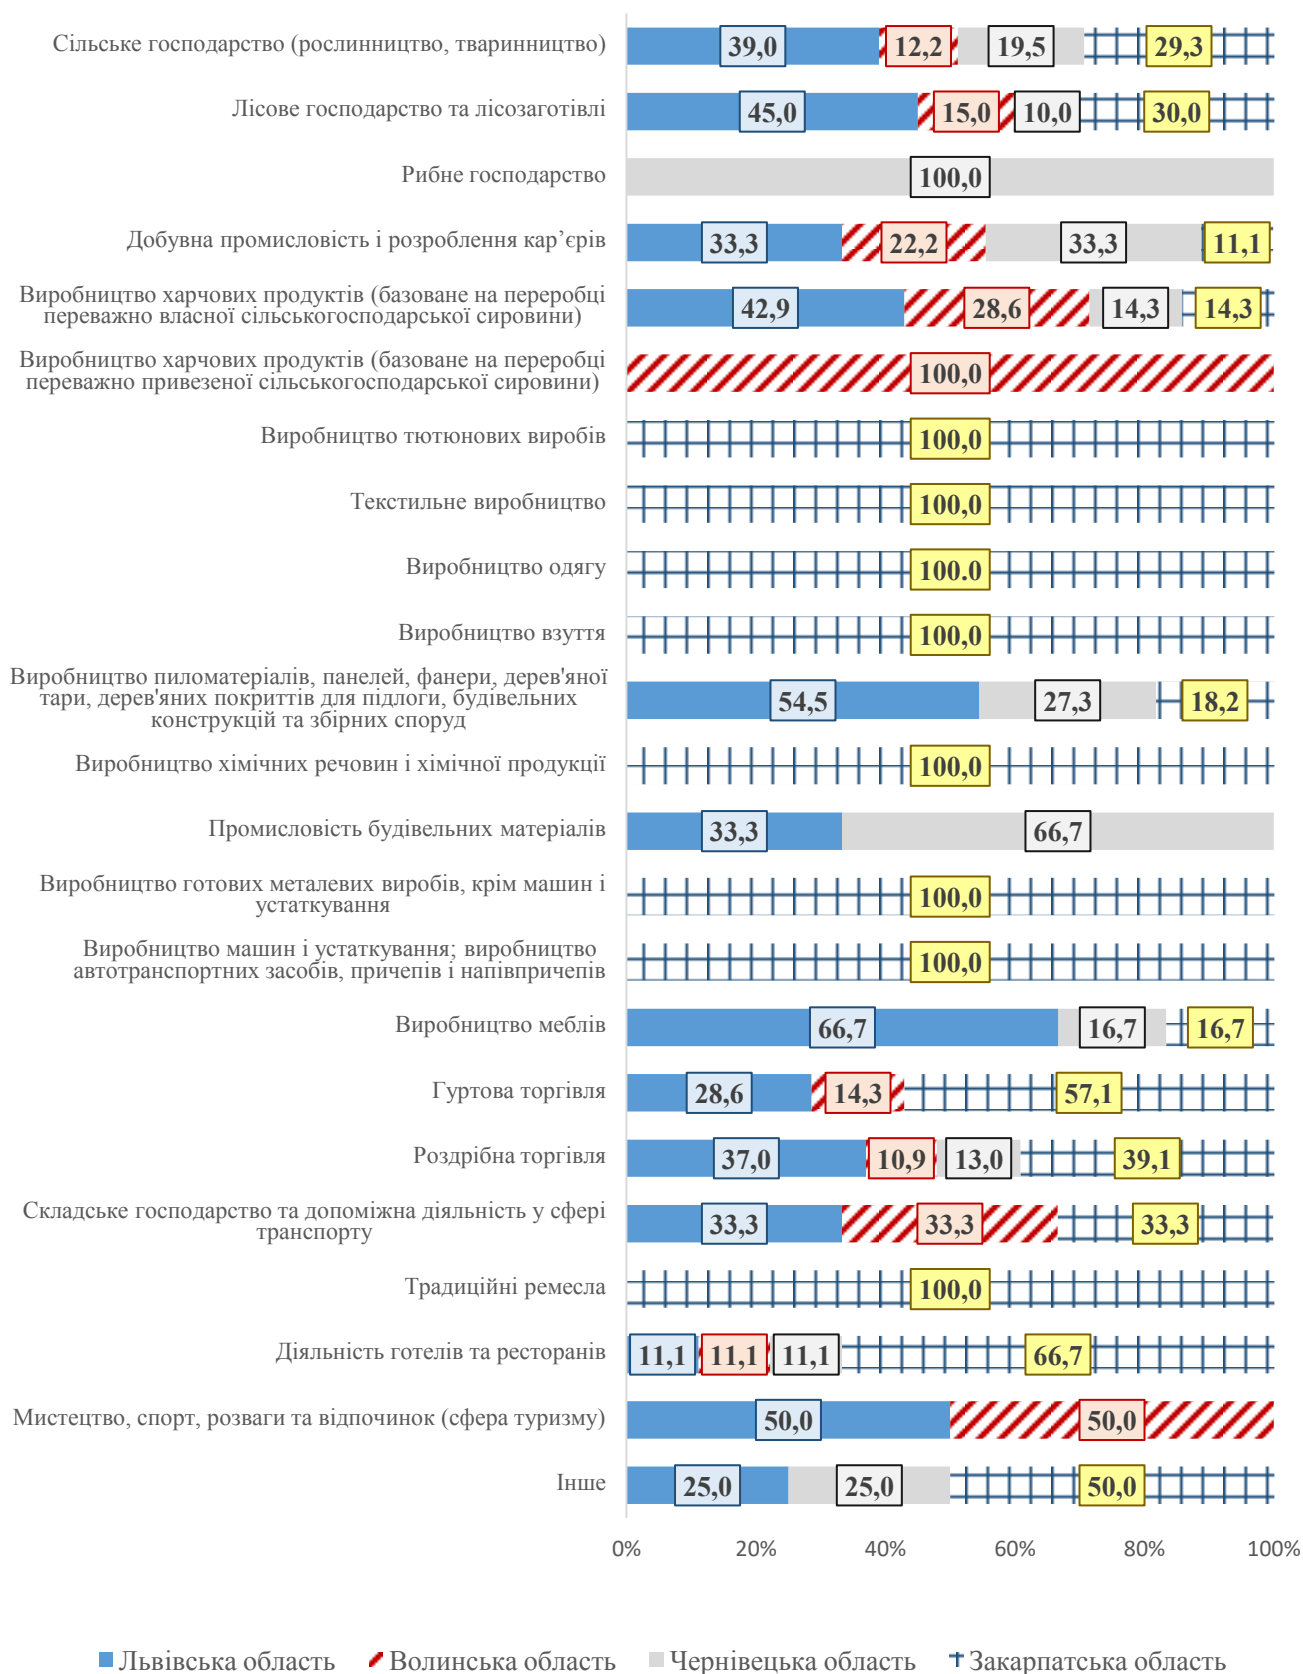 Сільське господарство (рослинництво, тваринництво)
39,0 12,2 19,5 29,3
Лісове господарство та лісозаготівлі
45,0 15,0 10,0 30,0
Рибне господарство
100,0
Добувна промисловість і розроблення кар’єрів
33,3 22,2 33,3 11,1
Виробництво харчових продуктів (базоване на переробці
переважно власної сільськогосподарської сировини)
42,9 28,6 14,3 14,3
Виробництво харчових продуктів (базоване на переробці
переважно привезеної сільськогосподарської сировини)
100,0
Виробництво тютюнових виробів
100,0
Текстильне виробництво
100,0
Виробництво одягу
100.0
Виробництво взуття
100,0
Виробництво пиломатеріалів, панелей, фанери, дерев'яної
тари, дерев'яних покриттів для підлоги, будівельних
конструкцій та збірних споруд
54,5 27,3 18,2
Виробництво хімічних речовин і хімічної продукції
100,0
Промисловість будівельних матеріалів
33,3 66,7
Виробництво готових металевих виробів, крім машин і
устаткування
100,0
Виробництво машин і устаткування; виробництво
автотранспортних засобів, причепів і напівпричепів
100,0
Виробництво меблів
66,7 16,7 16,7
Гуртова торгівля
28,6 14,3 57,1
Роздрібна торгівля
37,0 10,9 13,0 39,1
Складське господарство та допоміжна діяльність у сфері
транспорту
33,3 33,3 33,3
Традиційні ремесла
100,0
Діяльність готелів та ресторанів
11,1 11,1 11,1 66,7
Мистецтво, спорт, розваги та відпочинок (сфера туризму)
50,0 50,0
Інше
25,0 25,0 50,0
0% 20% 40% 60% 80% 100%
Львівська область Волинська область Чернівецька область Закарпатська область